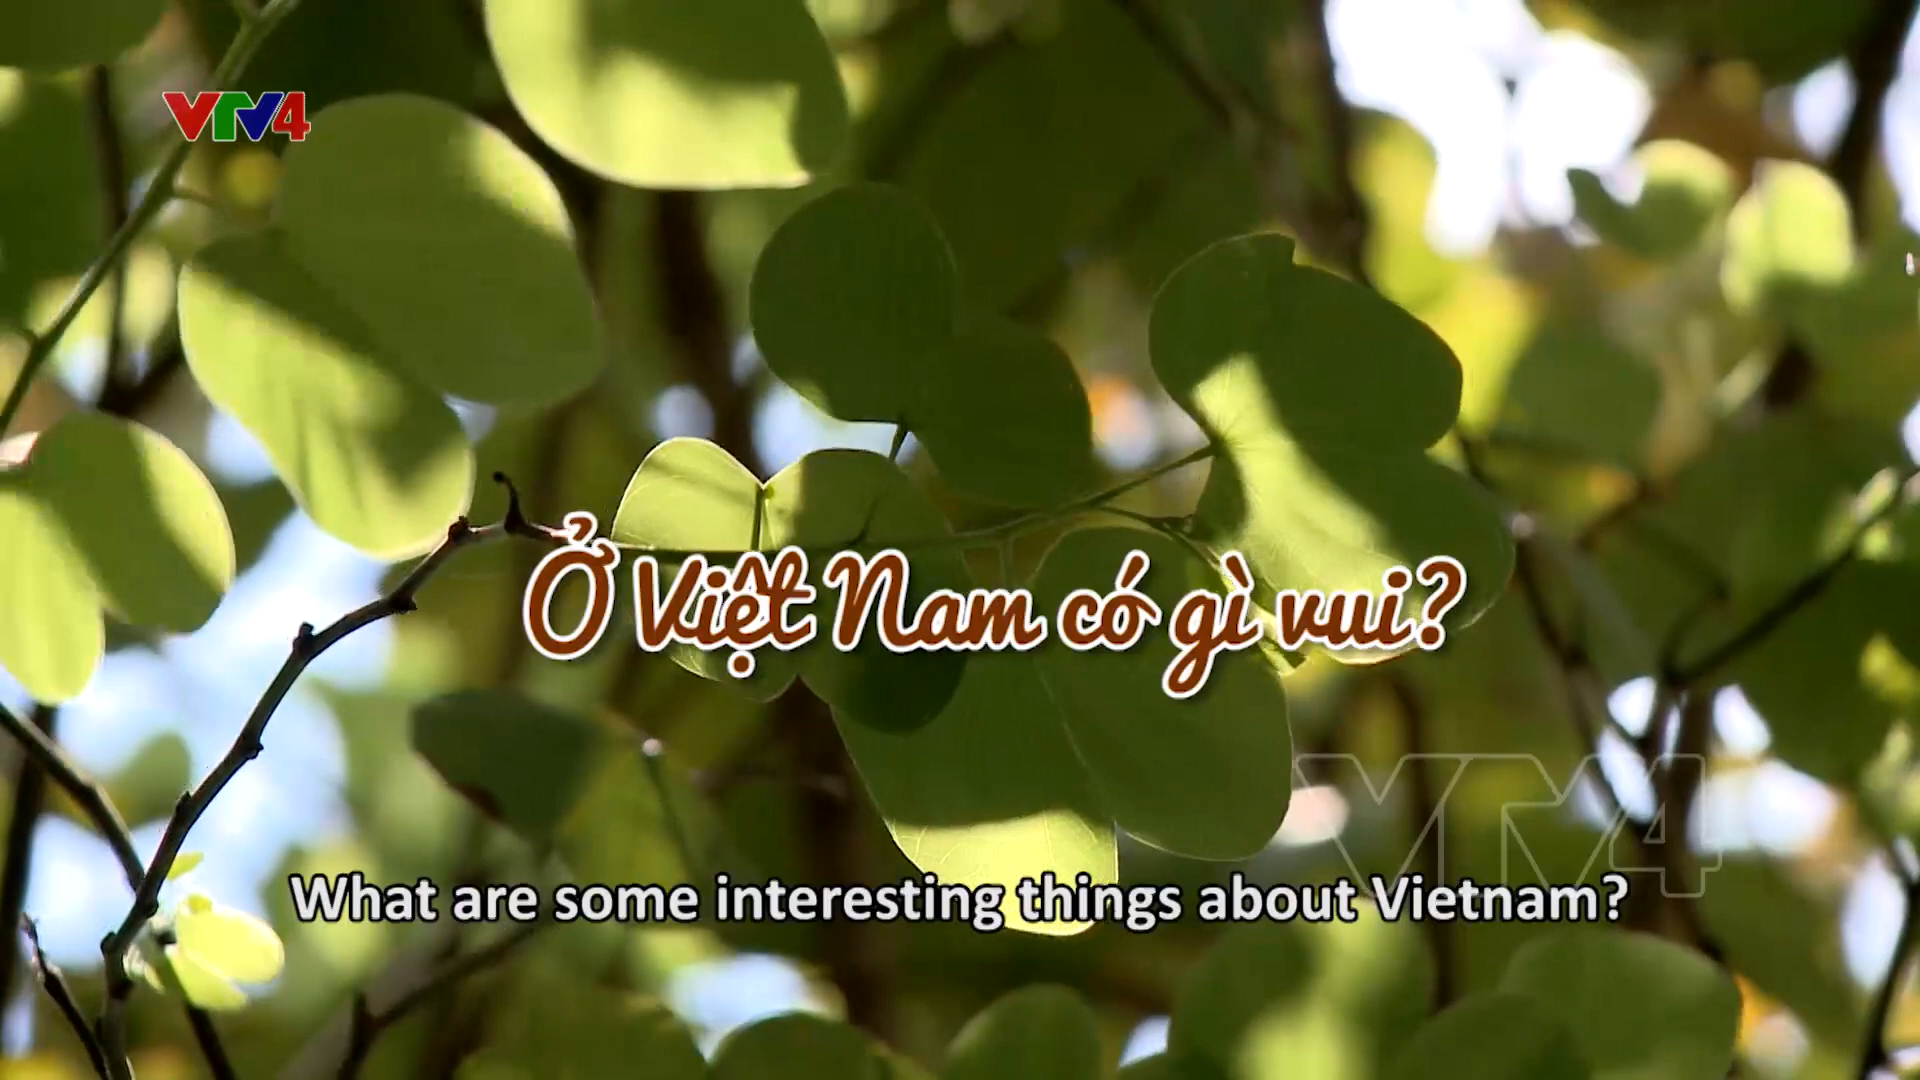 VTV4
Ở Việt Nam có gì vui?
VTV4
What are some interesting things about Vietnam?